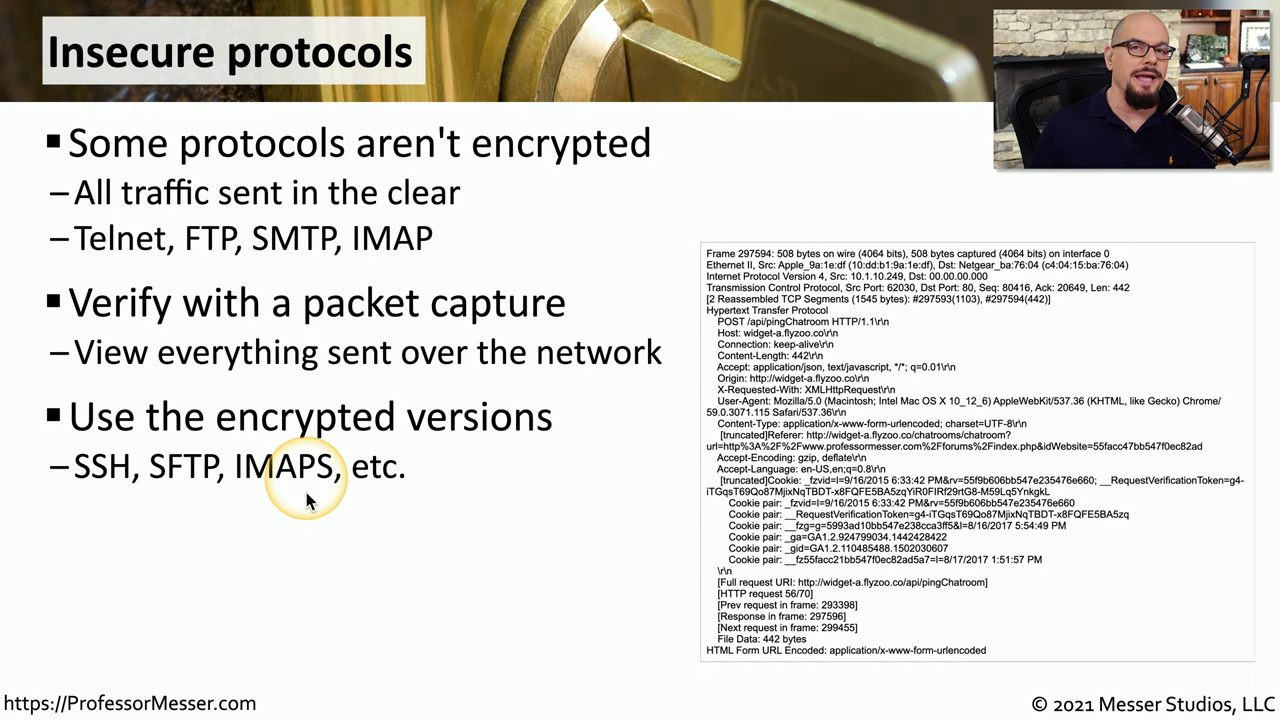 Insecure protocols
▪ Some protocols aren't encrypted
– All traffic sent in the clear
– Telnet, FTP, SMTP, IMAP
▪ Verify with a packet capture
– View everything sent over the network
▪ Use the encrypted versions
– SSH, SFTP, IMAPS, etc.
Frame 297594: 508 bytes on wire (4064 bits), 508 bytes captured (4064 bits) on interface 0
Ethernet II, Src: Apple_9a:1e:df (10:dd:b1:9a:1e:df), Dst: Netgear_ba:76:04 (c4:04:15:ba:76:04)
Internet Protocol Version 4, Src: 10.1.10.249, Dst: 00.00.00.000
Transmission Control Protocol, Src Port: 62030, Dst Port: 80, Seq: 80416, Ack: 20649, Len: 442
[2 Reassembled TCP Segments (1545 bytes): #297593(1103), #297594(442)]
Hypertext Transfer Protocol
POST /api/pingChatroom HTTP/1.1\r\n
Host: widget-a.flyzoo.co\r\n
Connection: keep-alive\r\n
Content-Length: 442\r\n
Accept: application/json, text/javascript, */*; q=0.01\r\n
Origin: http://widget-a.flyzoo.co\r\n
X-Requested-With: XMLHttpRequest\r\n
User-Agent: Mozilla/5.0 (Macintosh; Intel Mac OS X 10_12_6) AppleWebKit/537.36 (KHTML, like Gecko) Chrome/
59.0.3071.115 Safari/537.36\r\n
Content-Type: application/x-www-form-urlencoded; charset=UTF-8\r\n
[truncated]Referer: http://widget-a.flyzoo.co/chatrooms/chatroom?
url=http%3A%2F%2Fwww.professormesser.com%2Fforums%2Findex.php&idWebsite=55facc47bb547f0ec82ad
Accept-Encoding: gzip, deflate\r\n
Accept-Language: en-US,en;q=0.8\r\n
[truncated]Cookie: _fzvid=l=9/16/2015 6:33:42 PM&rv=55f9b606bb547e235476e660; __RequestVerificationToken=g4-
iTGqsT69Qo87MjixNqTBDT-x8FQFE5BA5zqYiR0FIRf29rtG8-M59Lq5YnkgkL
Cookie pair: _fzvid=l=9/16/2015 6:33:42 PM&rv=55f9b606bb547e235476e660
Cookie pair: __RequestVerificationToken=g4-iTGqsT69Qo87MjixNqTBDT-x8FQFE5BA5zq
Cookie pair: __fzg=g=5993ad10bb547e238cca3ff5&l=8/16/2017 5:54:49 PM
Cookie pair: _ga=GA1.2.924799034.1442428422
Cookie pair: _gid=GA1.2.110485488.1502030607
Cookie pair: __fz55facc21bb547f0ec82ad5a7=l=8/17/2017 1:51:57 PM
\r\n
[Full request URI: http://widget-a.flyzoo.co/api/pingChatroom]
[HTTP request 56/70]
[Prev request in frame: 293398]
[Response in frame: 297596]
[Next request in frame: 299455]
File Data: 442 bytes
HTML Form URL Encoded: application/x-www-form-urlencoded
https://ProfessorMesser.com
© 2021 Messer Studios, LLC